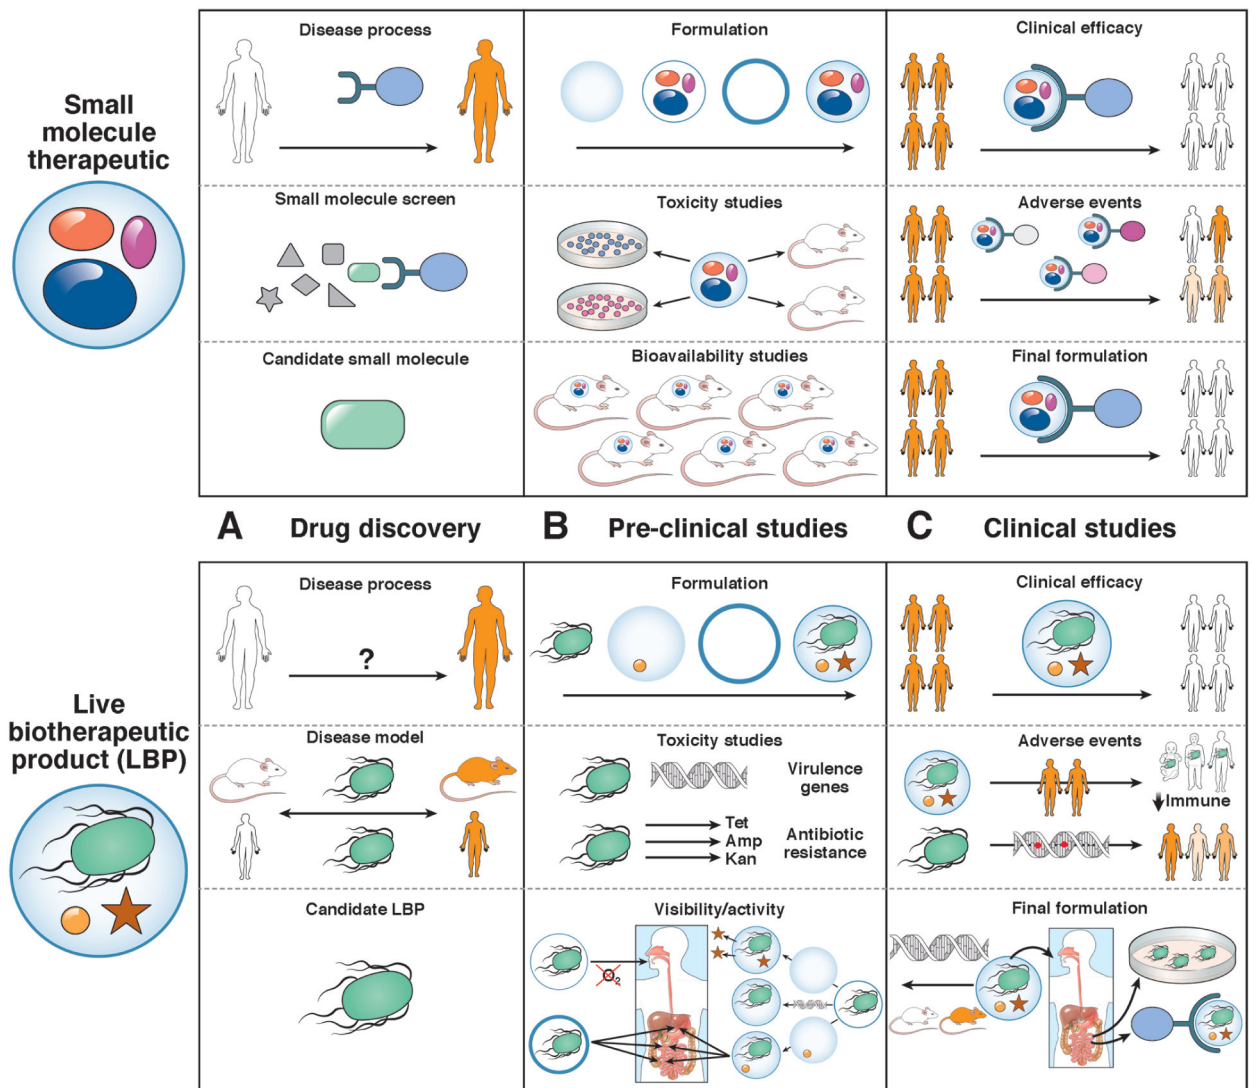 Small
molecule
therapeutic
Disease process
Formulation
Clinical efficacy
Small molecule screen
Toxicity studies
Adverse events
Candidate small molecule
Bioavailability studies
Final formulation
A Drug discovery
B Pre-clinical studies
C Clinical studies
Live
biotherapeutic
product (LBP)
Disease process
?
Formulation
Clinical efficacy
Disease model
Toxicity studies
Virulence
genes
Tet
Amp
Kan
Antibiotic
resistance
Adverse events
Immune
Candidate LBP
Visibility/activity
O2
Final formulation